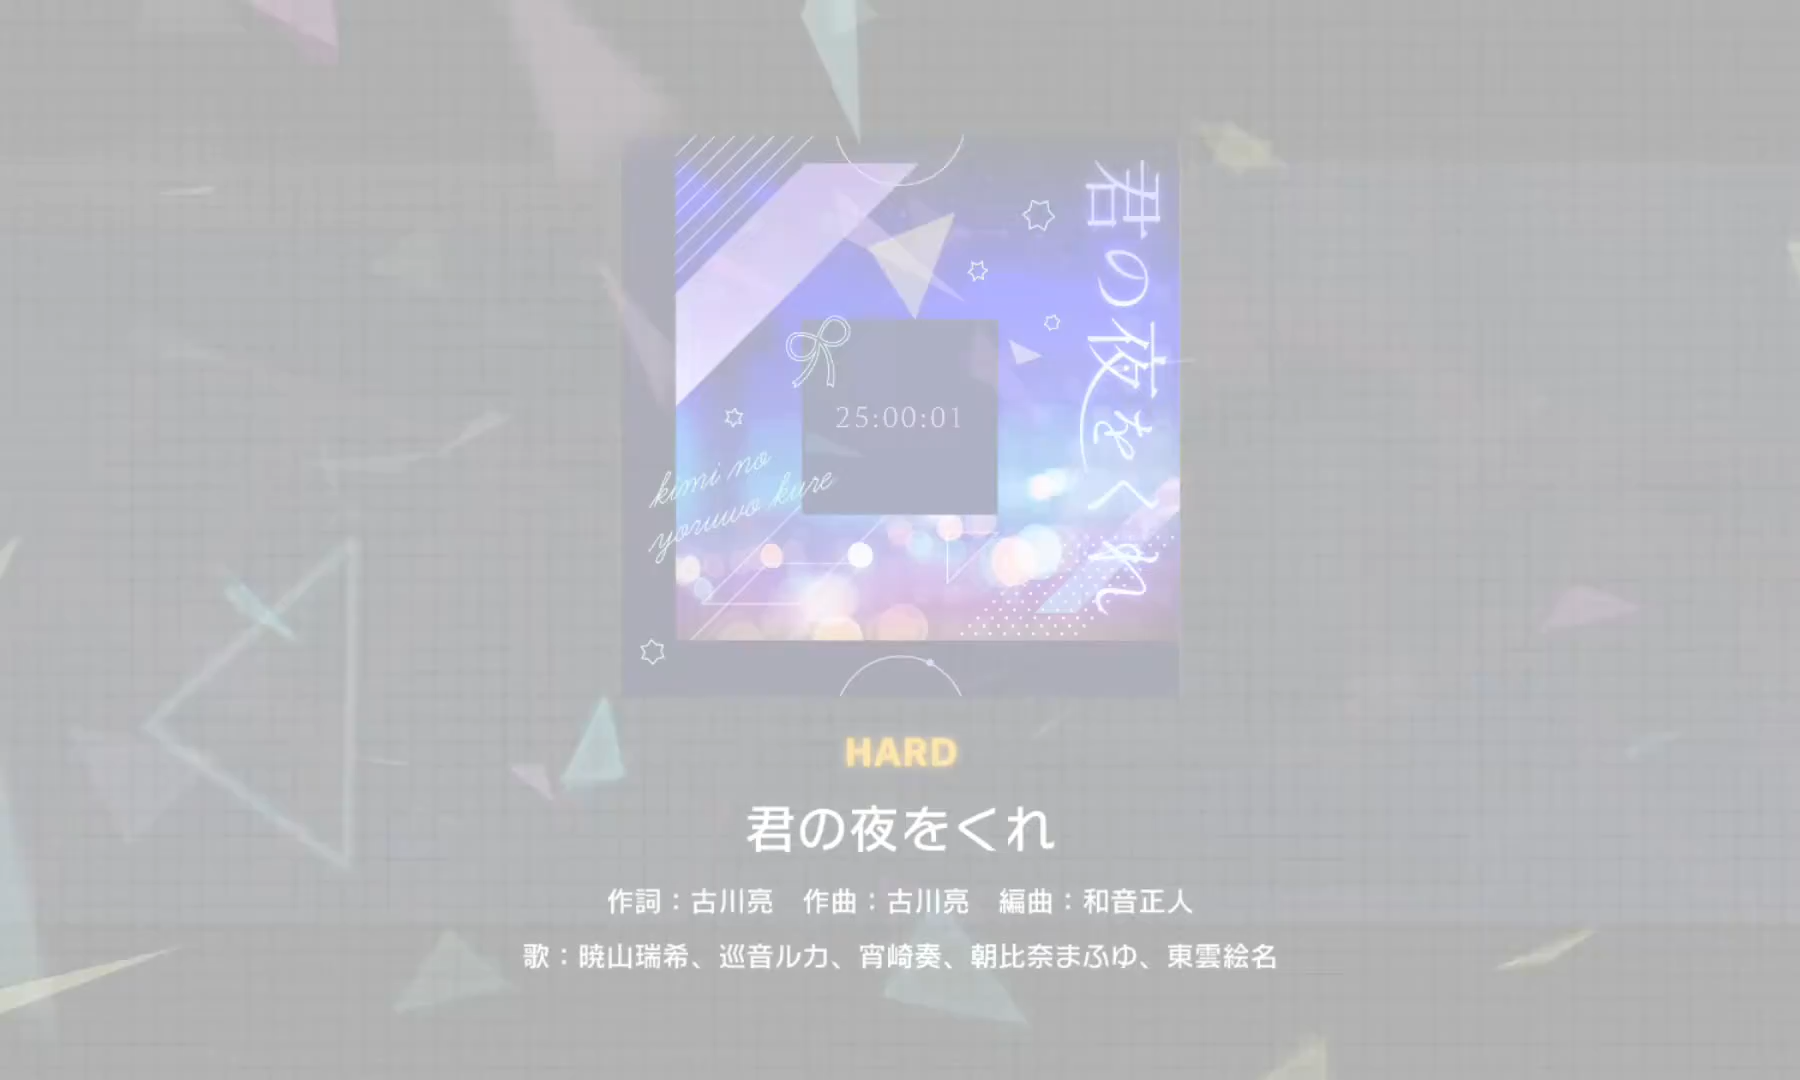 君の夜をくれ
25:00:01
kimi no
yoruwo kure
HARD
君の夜をくれ
作詞：古川亮　作曲：古川亮　編曲：和音正人
歌：暁山瑞希、巡音ルカ、宵崎奏、朝比奈まふゆ、東雲絵名